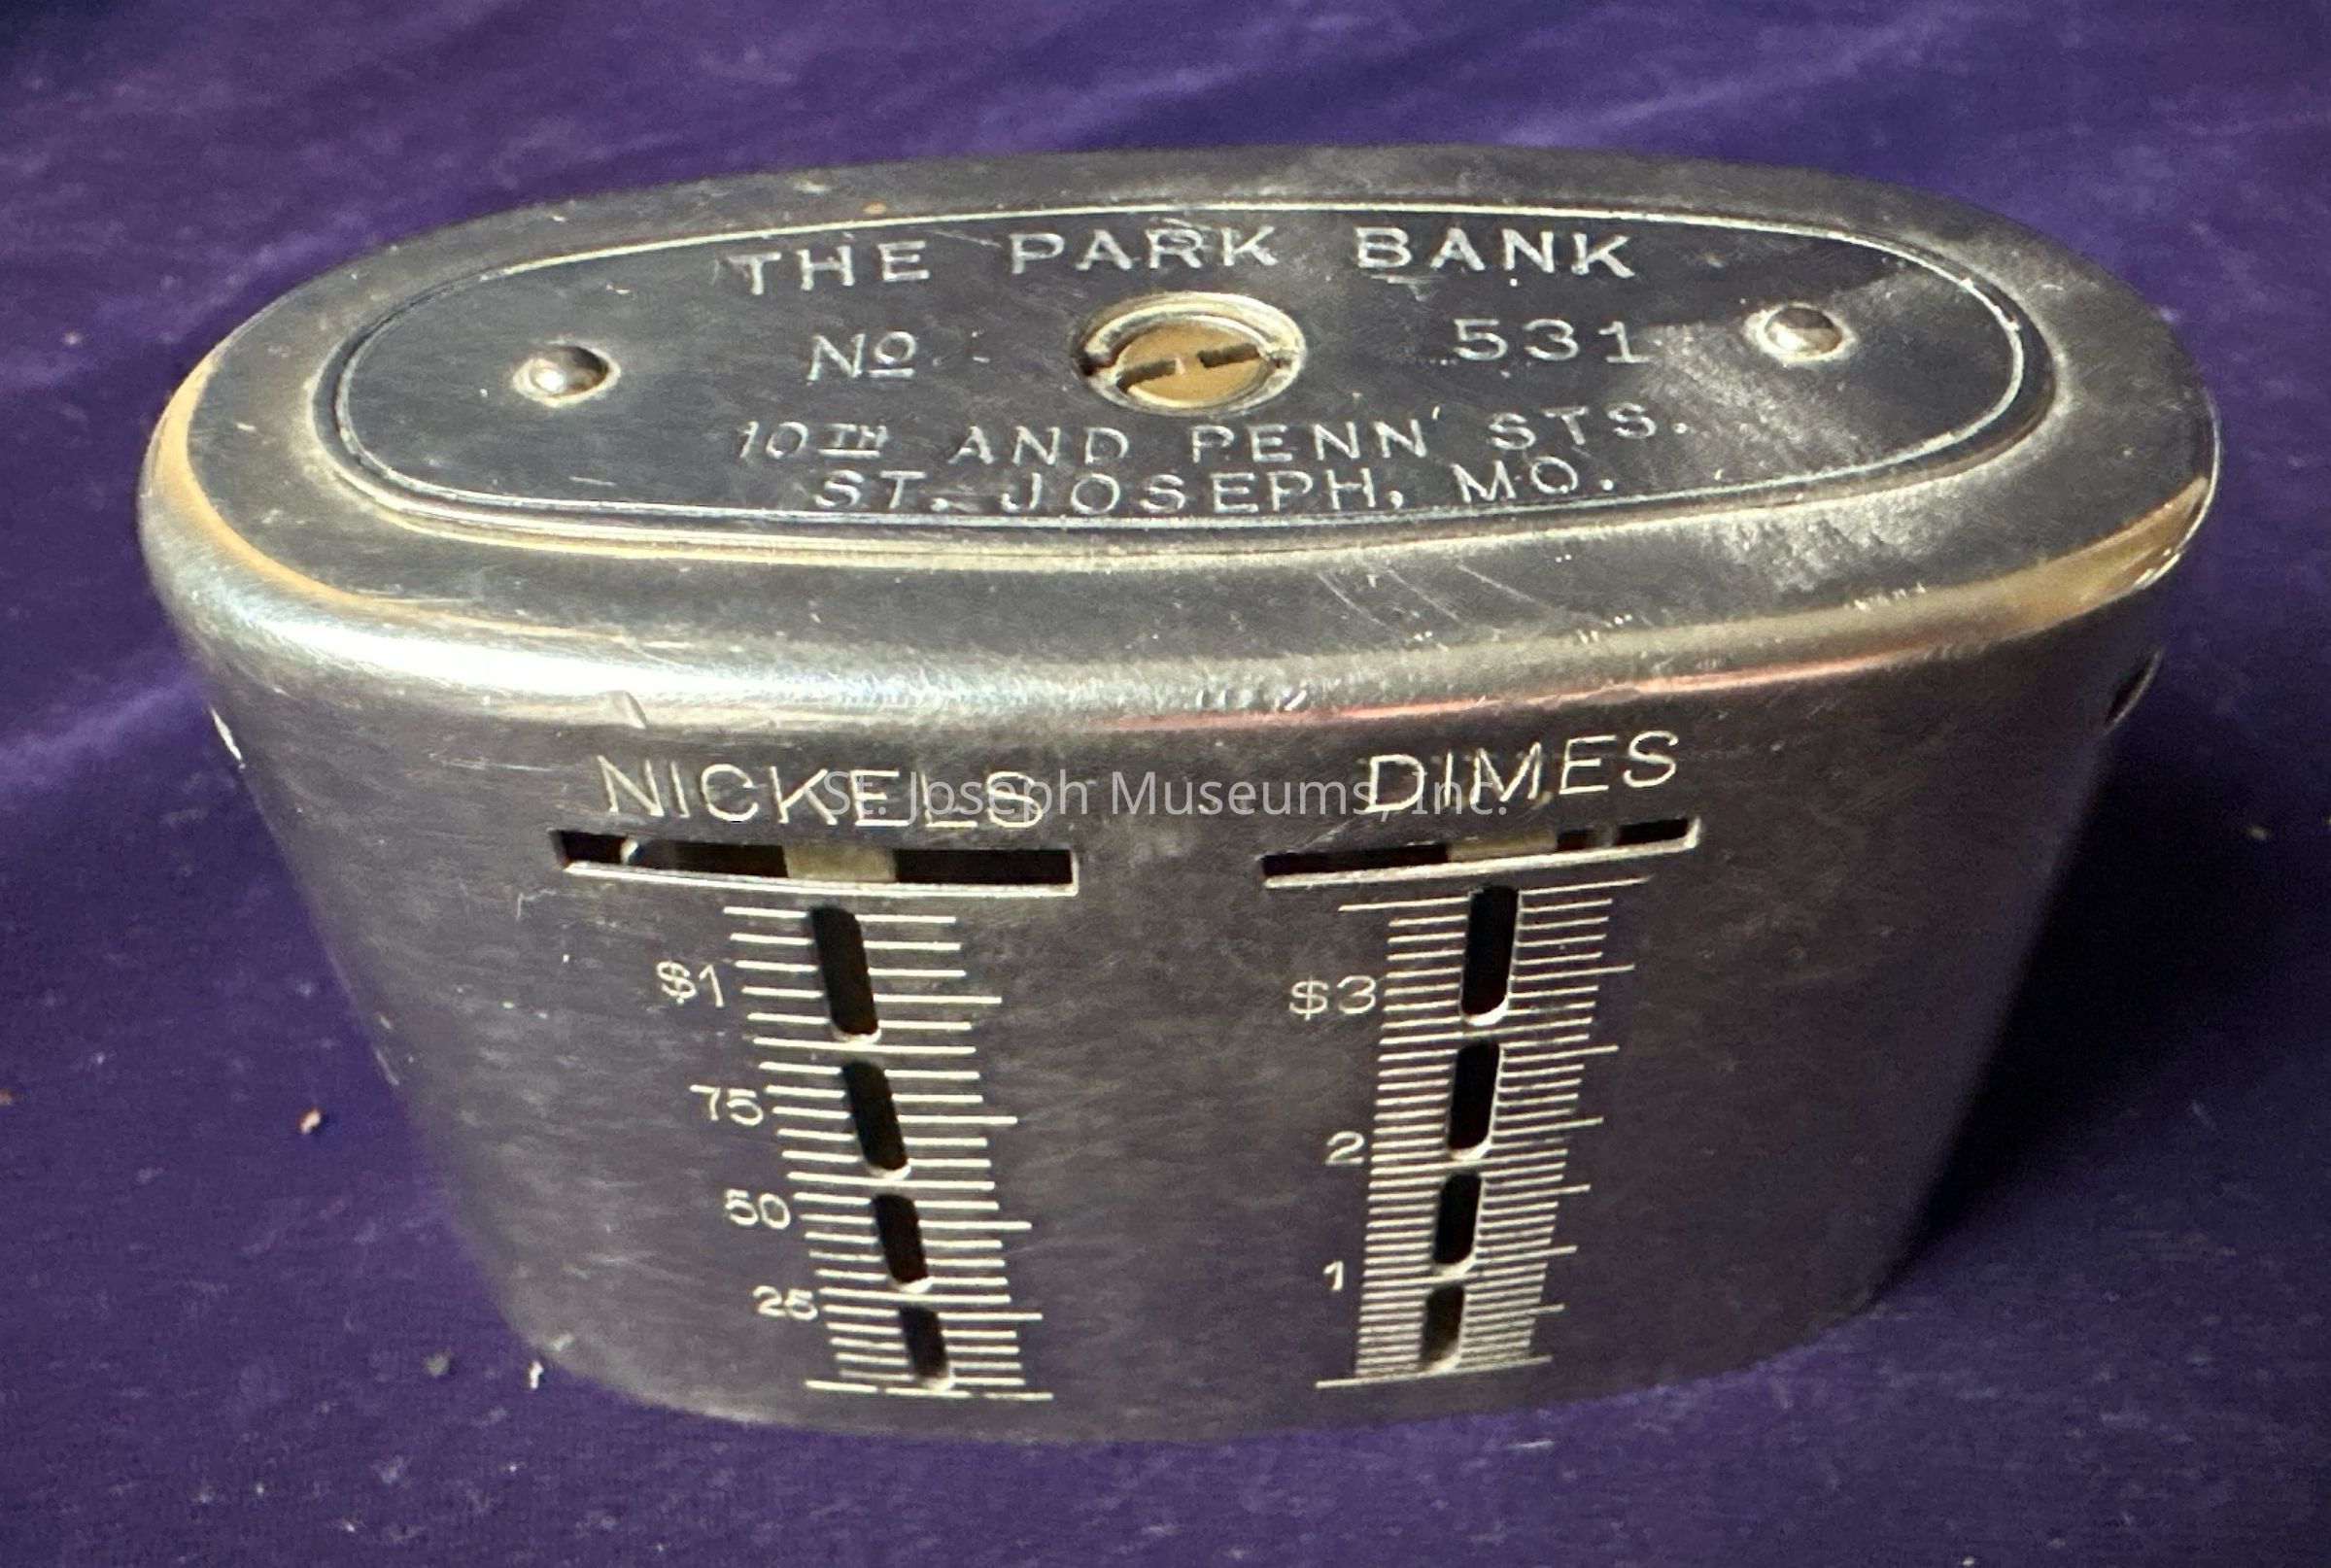 THE PARK BANK
No 531
10TH AND PENN STS.
ST. JOSEPH, MO.
NICKELS DIMES
St. Joseph Museums, Inc.
$1 $3
75
2
50
1
25